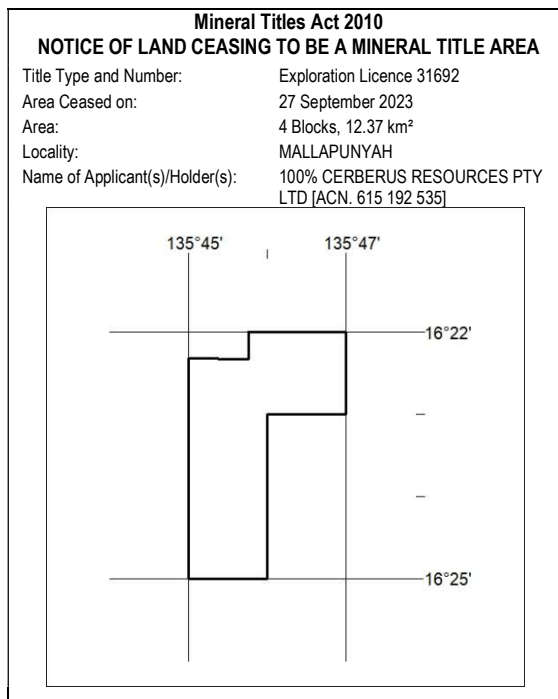 Mineral Titles Act 2010
NOTICE OF LAND CEASING TO BE A MINERAL TITLE AREA
Title Type and Number: Exploration Licence 31692
Area Ceased on: 27 September 2023
Area: 4 Blocks, 12.37 km²
Locality: MALLAPUNYAH
Name of Applicant(s)/Holder(s): 100% CERBERUS RESOURCES PTY
LTD [ACN. 615 192 535]
135°45' 135°47'
16°22'
16°25'